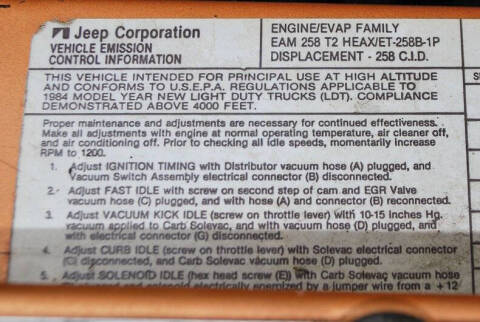 Jeep Corporation
VEHICLE EMISSION
CONTROL INFORMATION
ENGINE/EVAP FAMILY
EAM 258 T2 HEAX/ET-258B-1P
DISPLACEMENT - 258 C.I.D.
THIS VEHICLE INTENDED FOR PRINCIPAL USE AT HIGH ALTITUDE
AND CONFORMS TO U.S.E.P.A. REGULATIONS APPLICABLE TO
1984 MODEL YEAR NEW LIGHT DUTY TRUCKS (LDT). COMPLIANCE
DEMONSTRATED ABOVE 4000 FEET.
Proper maintenance and adjustments are necessary for continued effectiveness.
Make all adjustments with engine at normal operating temperature, air cleaner off,
and air conditioning off. Prior to checking all idle speeds, momentarily increase
RPM to 1200.
1. Adjust IGNITION TIMING with Distributor vacuum hose (A) plugged, and
Vacuum Switch Assembly electrical connector (B) disconnected.
2. Adjust FAST IDLE with screw on second step of cam and EGR Valve
vacuum hose (C) plugged, and with hose (A) and connector (B) reconnected.
3. Adjust VACUUM KICK IDLE (screw on throttle lever) with 10-15 inches Hg.
vacuum applied to Carb Solevac, and with vacuum hose (D) plugged, and
with electrical connector (G) disconnected.
4. Adjust CURB IDLE (screw on throttle lever) with Solevac electrical connector
(G) disconnected, and Carb Solevac vacuum hose (D) plugged.
5. Adjust SOLENOID IDLE (hex head screw (E)) with Carb Solevac vacuum hose
and solenoid electrically energized by a jumper wire from a +12